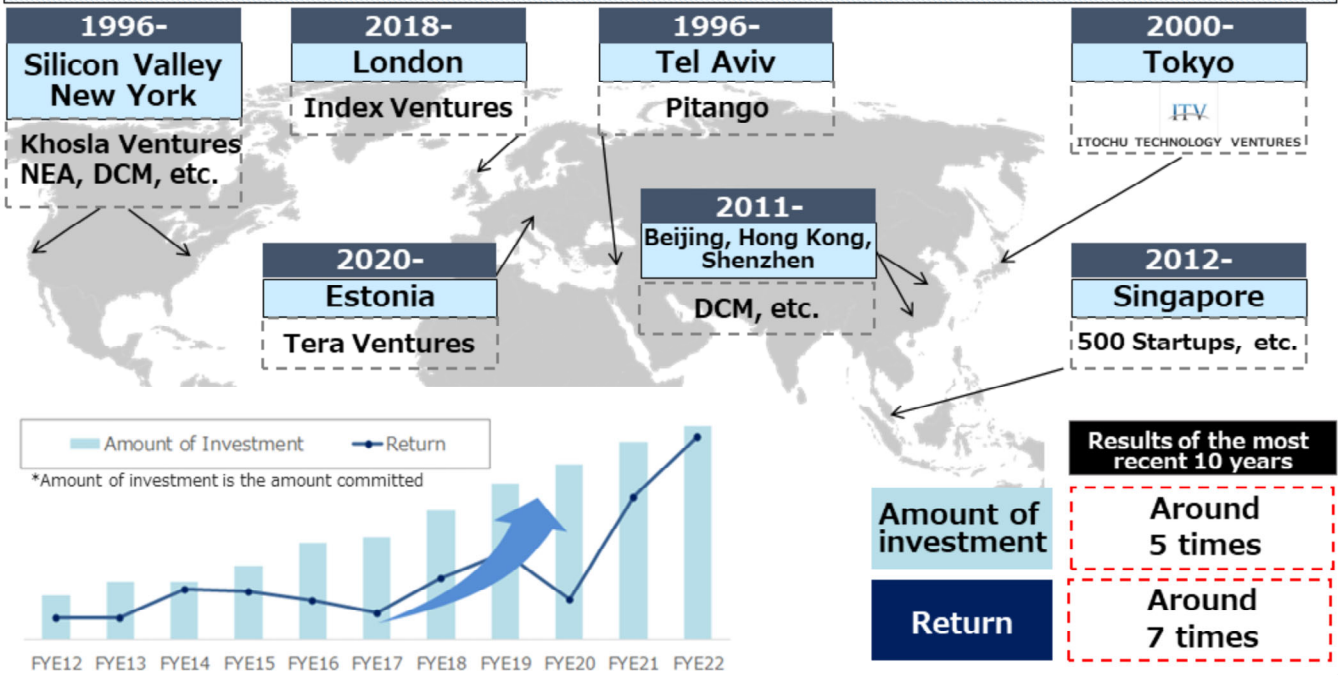 1996-
Silicon Valley
New York
Khosla Ventures
NEA, DCM, etc.
2018-
London
Index Ventures
1996-
Tel Aviv
Pitango
2000-
Tokyo
ITV
ITOCHU TECHNOLOGY VENTURES
2020-
Estonia
Tera Ventures
2011-
Beijing, Hong Kong,
Shenzhen
DCM, etc.
2012-
Singapore
500 Startups, etc.
Amount of Investment
Return
*Amount of investment is the amount committed
FYE12 FYE13 FYE14 FYE15 FYE16 FYE17 FYE18 FYE19 FYE20 FYE21 FYE22
Results of the most
recent 10 years
Amount of
investment
Around
5 times
Return
Around
7 times